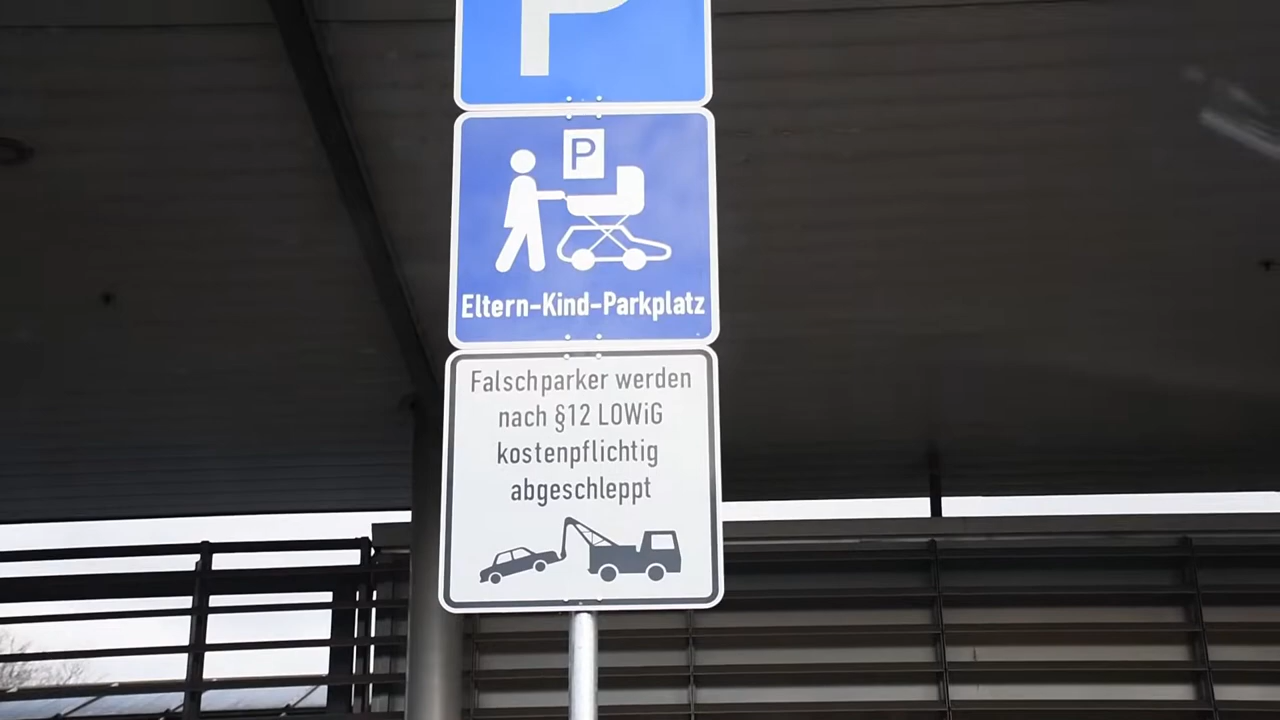 P
P
Eltern-Kind-Parkplatz
Falschparker werden
nach §12 LOWiG
kostenpflichtig
abgeschleppt